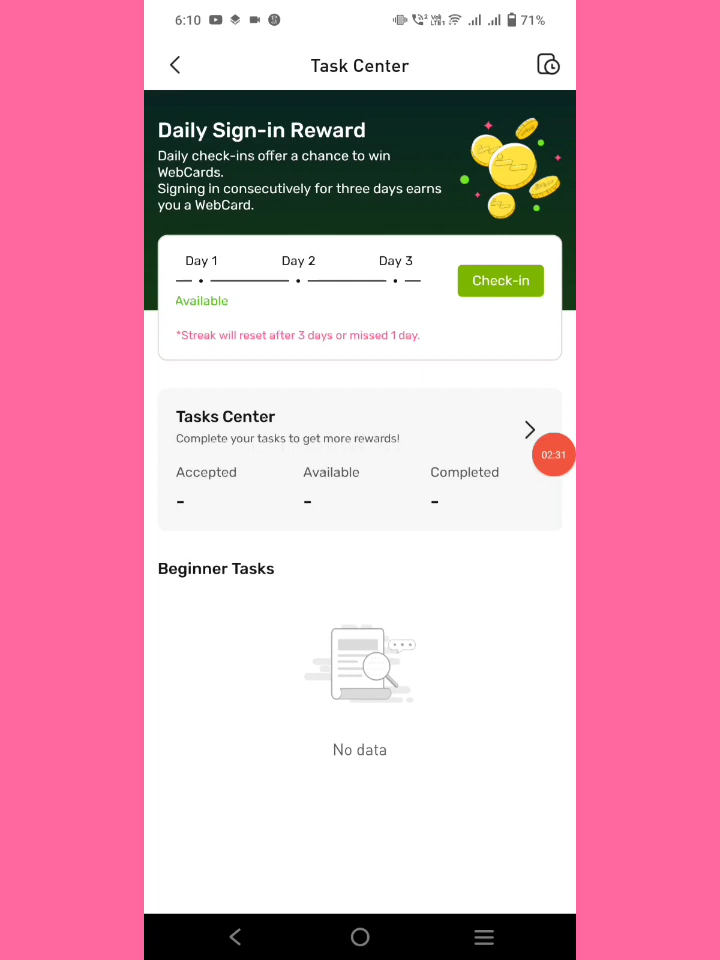 6:10
71%
Task Center
Daily Sign-in Reward
Daily check-ins offer a chance to win
WebCards.
Signing in consecutively for three days earns
you a WebCard.
Day 1 Day 2 Day 3
Check-in
Available
*Streak will reset after 3 days or missed 1 day.
Tasks Center
Complete your tasks to get more rewards!
02:31
Accepted Available Completed
- - -
Beginner Tasks
No data